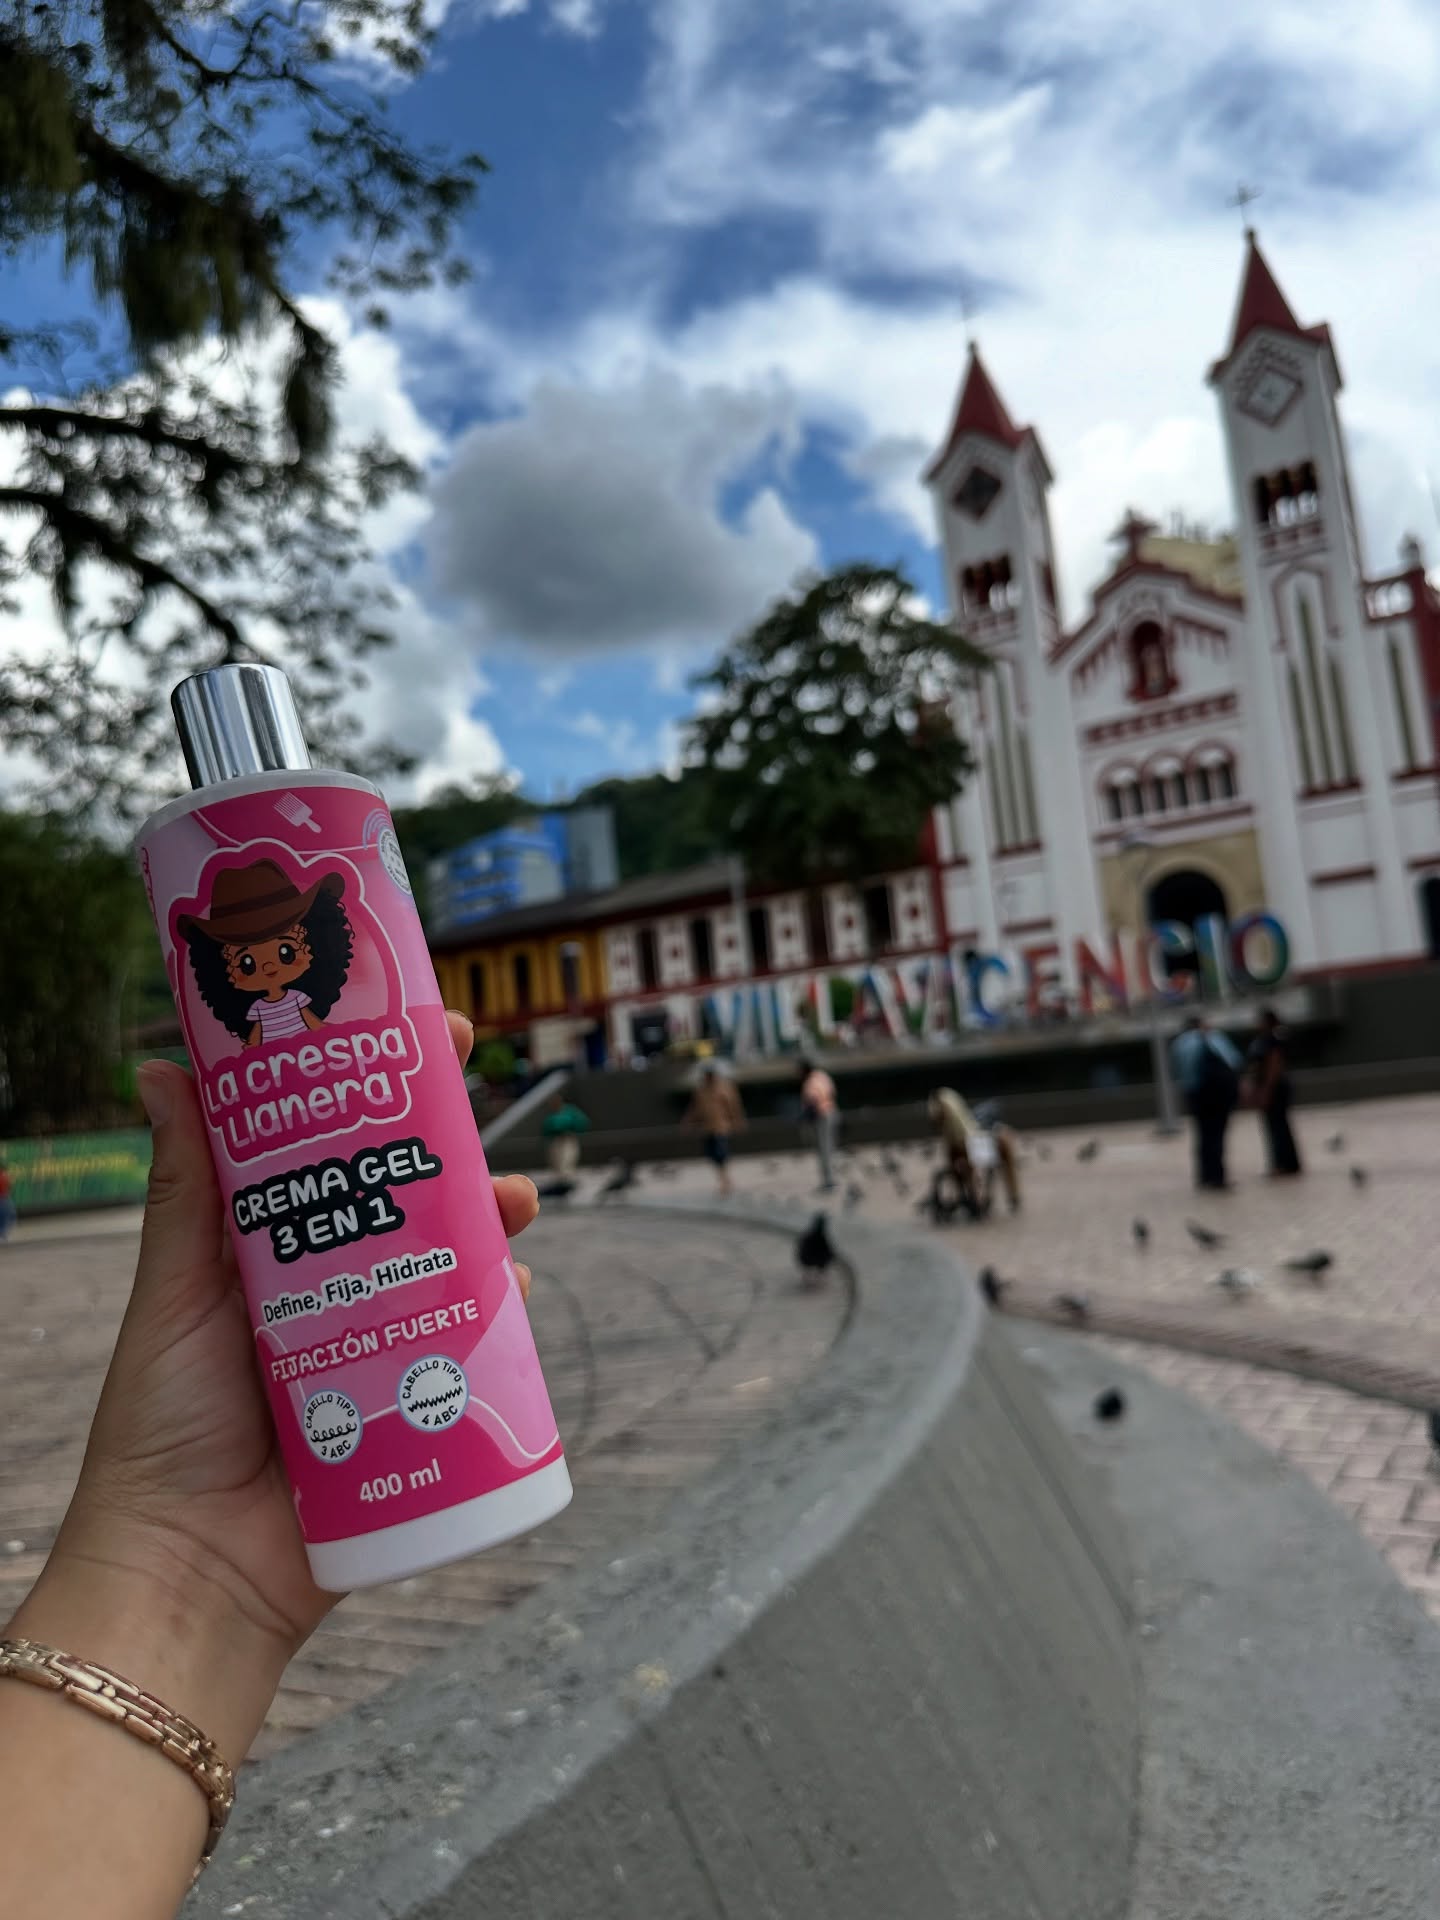 La crespa
Llanera
CREMA GEL
3 EN 1
Define, Fija, Hidrata
FIJACIÓN FUERTE
CABELLO TIPO
3 ABC
CABELLO TIPO
4 ABC
400 ml
VILLAVICENCIO